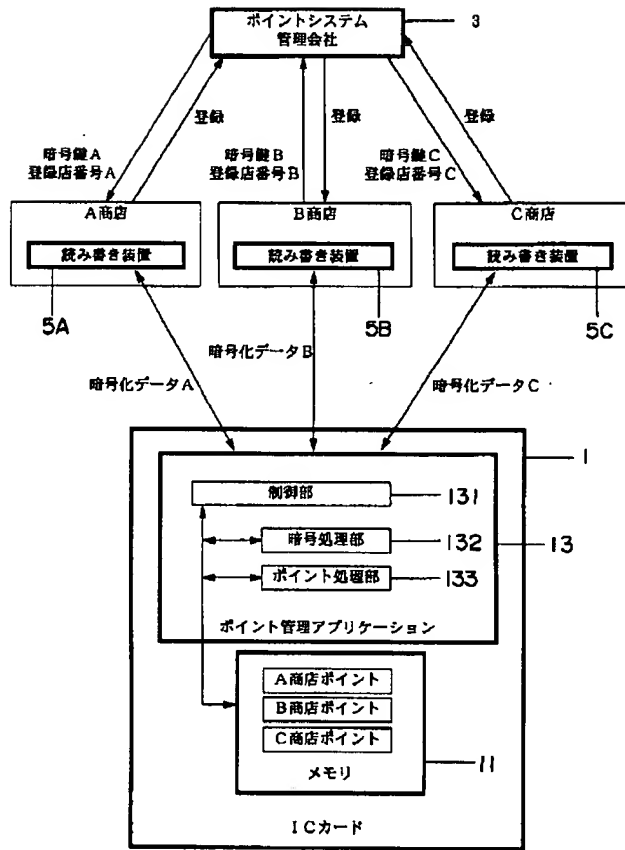 ポイントシステム
管理会社
3
登録
登録
登録
暗号鍵A
登録店番号A
暗号鍵B
登録店番号B
暗号鍵C
登録店番号C
A商店
B商店
C商店
読み書き装置
読み書き装置
読み書き装置
5A
5B
5C
暗号化データA
暗号化データB
暗号化データC
1
制御部
131
暗号処理部
132
13
ポイント処理部
133
ポイント管理アプリケーション
A商店ポイント
B商店ポイント
C商店ポイント
メモリ
11
ICカード